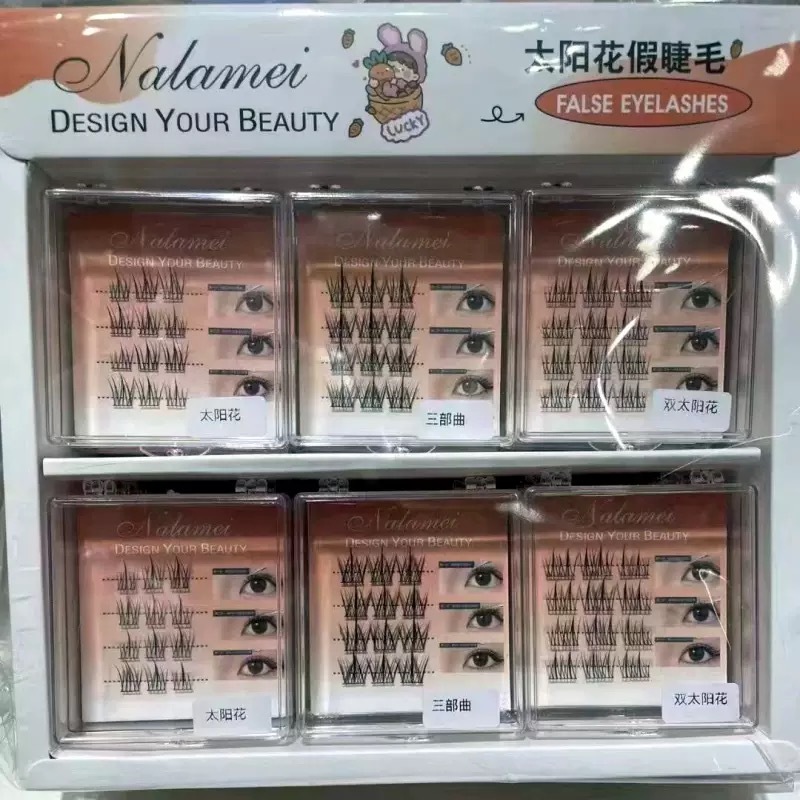 Nalamei
DESIGN YOUR BEAUTY
LUCKY
太阳花假睫毛
FALSE EYELASHES
Nalamei
DESIGN YOUR BEAUTY
太阳花
Nalamei
DESIGN YOUR BEAUTY
三部曲
Nalamei
DESIGN YOUR BEAUTY
双太阳花
Nalamei
DESIGN YOUR BEAUTY
太阳花
Nalamei
DESIGN YOUR BEAUTY
三部曲
Nalamei
DESIGN YOUR BEAUTY
双太阳花